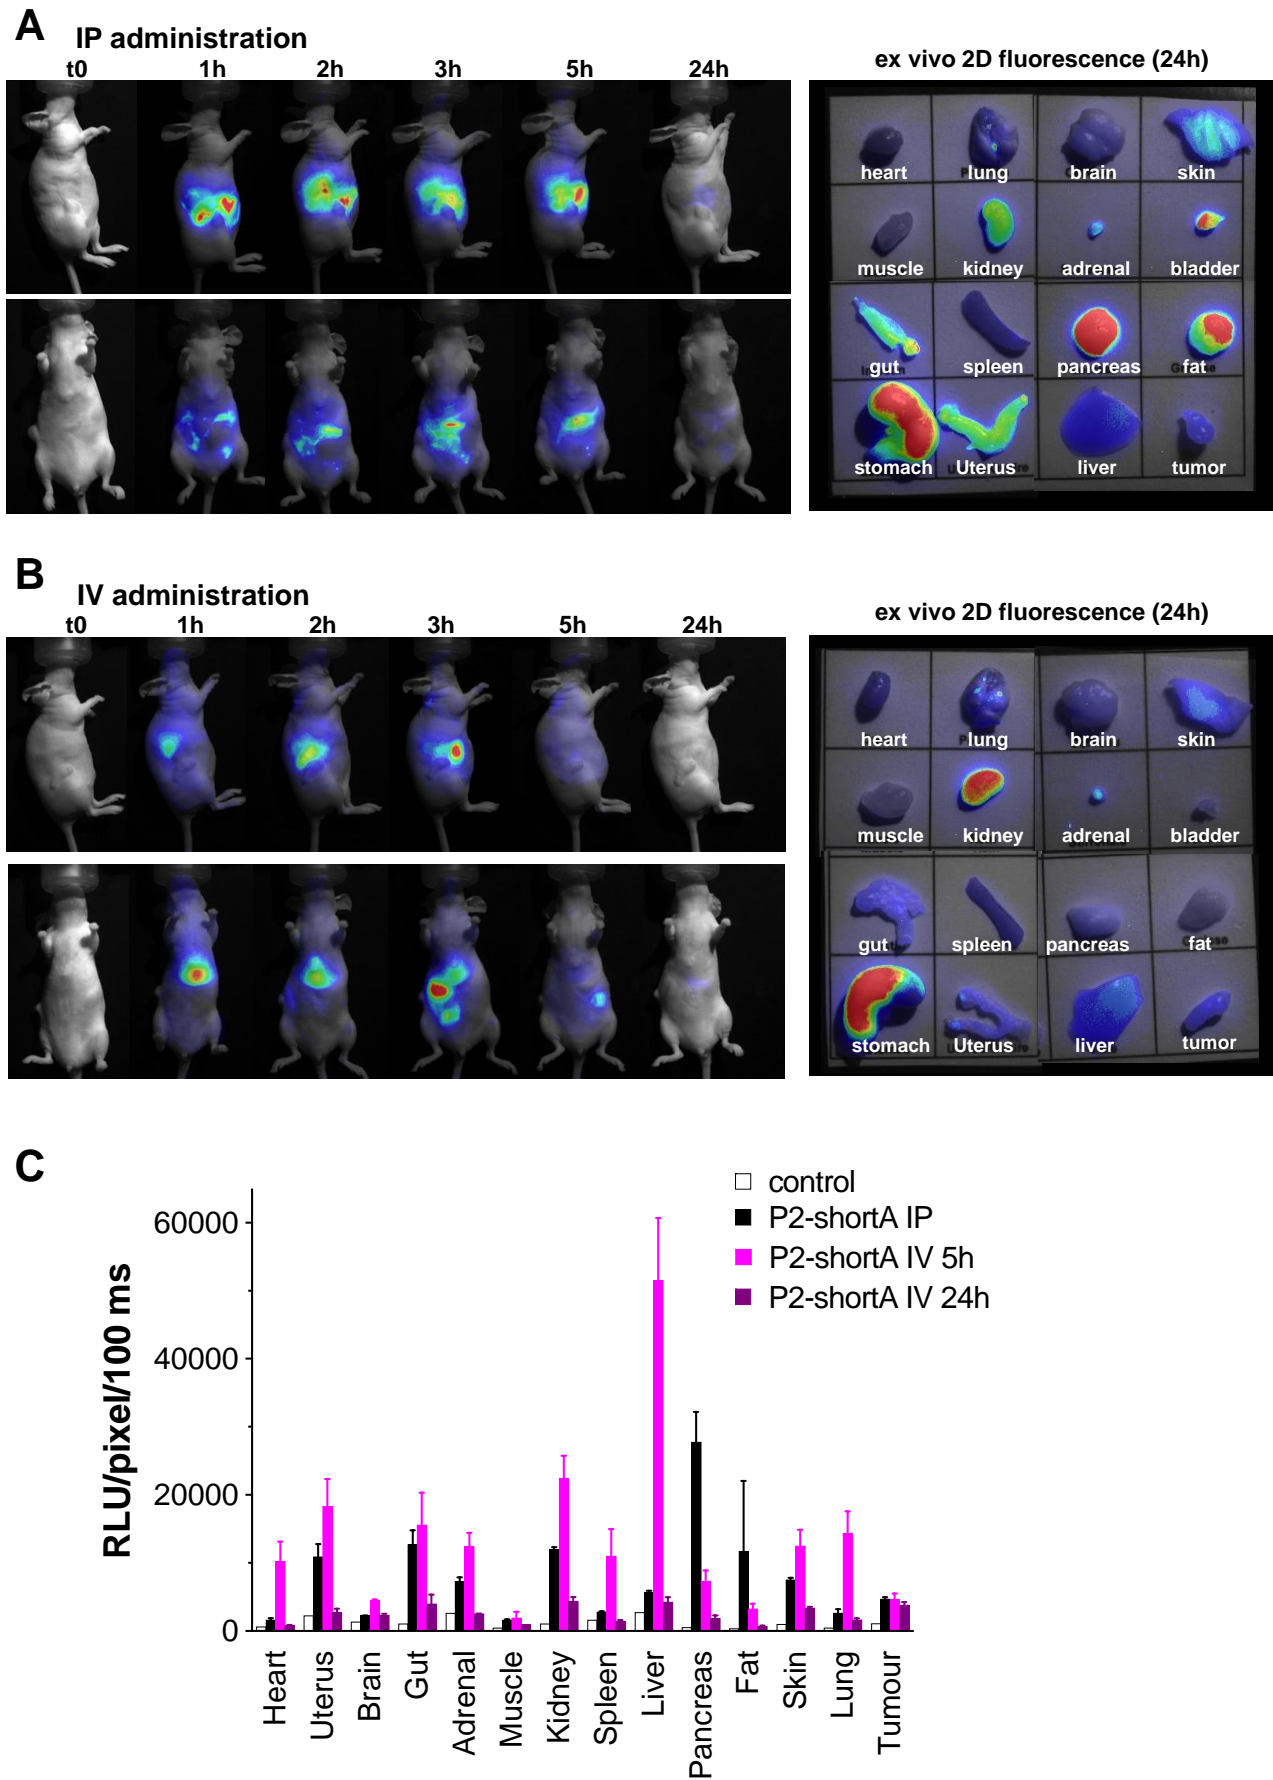 A
IP administration
t0 1h 2h 3h 5h 24h
ex vivo 2D fluorescence (24h)
heart lung brain skin
muscle kidney adrenal bladder
gut spleen pancreas fat
stomach Uterus liver tumor
B
IV administration
t0 1h 2h 3h 5h 24h
ex vivo 2D fluorescence (24h)
heart lung brain skin
muscle kidney adrenal bladder
gut spleen pancreas fat
stomach Uterus liver tumor
C
control
P2-shortA IP
P2-shortA IV 5h
P2-shortA IV 24h
RLU/pixel/100 ms
60000
40000
20000
0
Heart
Uterus
Brain
Gut
Adrenal
Muscle
Kidney
Spleen
Liver
Pancreas
Fat
Skin
Lung
Tumour